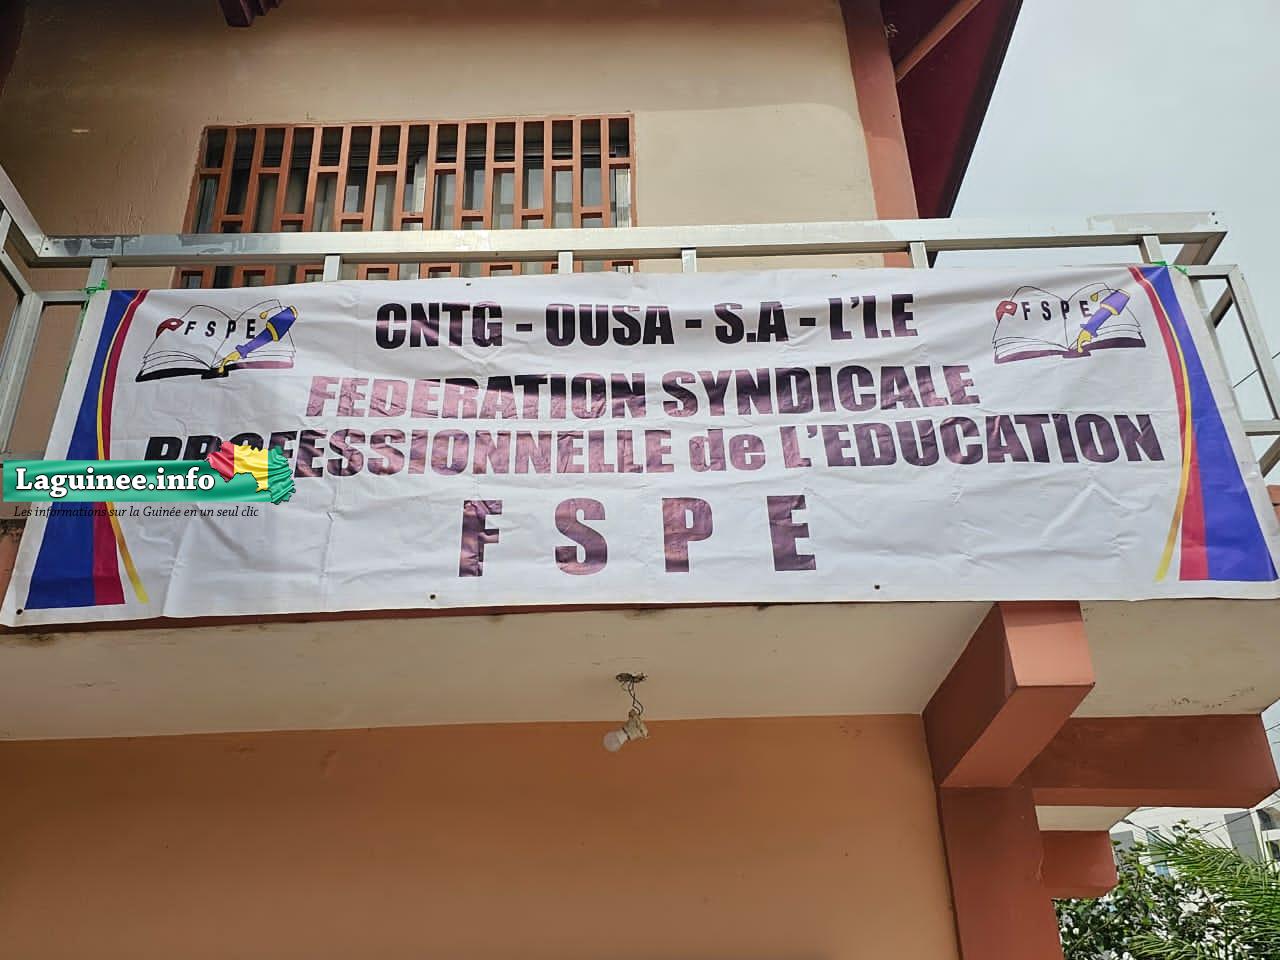 FSPE
CNTG - OUSA - S.A - L'I.E
FSPE
FEDERATION SYNDICALE
PROFESSIONNELLE de L'EDUCATION
F S P E
Laguinee.info
Les informations sur la Guinée en un seul clic